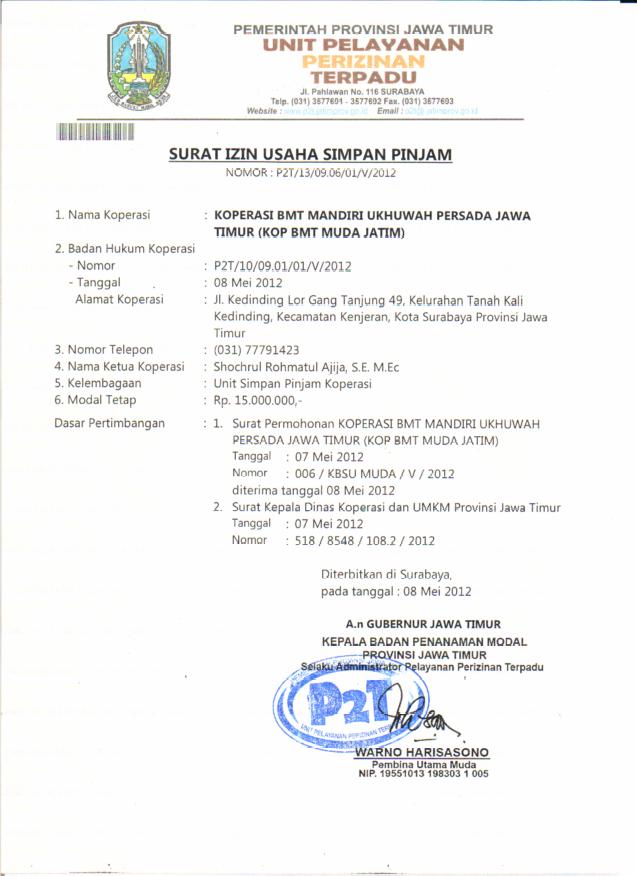 PEMERINTAH PROVINSI JAWA TIMUR
UNIT PELAYANAN
PERIZINAN
TERPADU
Jl. Pahlawan No. 116 SURABAYA
Telp. (031) 3577691 - 3577692 Fax. (031) 3577693
Website : www.p2t.jatimprov.go.id Email : p2t@jatimprov.go.id
SURAT IZIN USAHA SIMPAN PINJAM
NOMOR : P2T/13/09.06/01/V/2012
1. Nama Koperasi : KOPERASI BMT MANDIRI UKHUWAH PERSADA JAWA
TIMUR (KOP BMT MUDA JATIM)
2. Badan Hukum Koperasi
- Nomor : P2T/10/09.01/01/V/2012
- Tanggal : 08 Mei 2012
Alamat Koperasi : Jl. Kedinding Lor Gang Tanjung 49, Kelurahan Tanah Kali
Kedinding, Kecamatan Kenjeran, Kota Surabaya Provinsi Jawa
Timur
3. Nomor Telepon : (031) 77791423
4. Nama Ketua Koperasi : Shochrul Rohmatul Ajija, S.E. M.Ec
5. Kelembagaan : Unit Simpan Pinjam Koperasi
6. Modal Tetap : Rp. 15.000.000,-
Dasar Pertimbangan : 1. Surat Permohonan KOPERASI BMT MANDIRI UKHUWAH
PERSADA JAWA TIMUR (KOP BMT MUDA JATIM)
Tanggal : 07 Mei 2012
Nomor : 006 / KBSU MUDA / V / 2012
diterima tanggal 08 Mei 2012
2. Surat Kepala Dinas Koperasi dan UMKM Provinsi Jawa Timur
Tanggal : 07 Mei 2012
Nomor : 518 / 8548 / 108.2 / 2012
Diterbitkan di Surabaya,
pada tanggal : 08 Mei 2012
A.n GUBERNUR JAWA TIMUR
KEPALA BADAN PENANAMAN MODAL
PROVINSI JAWA TIMUR
Selaku Administrator Pelayanan Perizinan Terpadu
P2T
UNIT PELAYANAN PERIZINAN
WARNO HARISASONO
Pembina Utama Muda
NIP. 19551013 198303 1 005